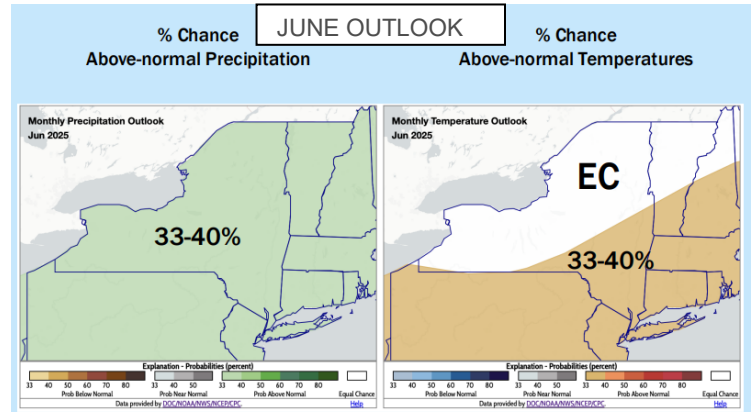 JUNE OUTLOOK
% Chance
Above-normal Precipitation
% Chance
Above-normal Temperatures
Monthly Precipitation Outlook
Jun 2025
33-40%
Explanation - Probabilities (percent)
33 40 50 60 70 80
40 50 60
33 40 50 60 70 80
Prob Below Normal
Prob Near Normal
Prob Above Normal
Equal Chance
Data provided by DOC/NOAA/NWS/NCEP/CPC.
Help
Monthly Temperature Outlook
Jun 2025
EC
33-40%
Explanation - Probabilities (percent)
33 40 50 60 70 80
40 50 60
33 40 50 60 70 80
Prob Below Normal
Prob Near Normal
Prob Above Normal
Equal Chance
Data provided by DOC/NOAA/NWS/NCEP/CPC.
Help